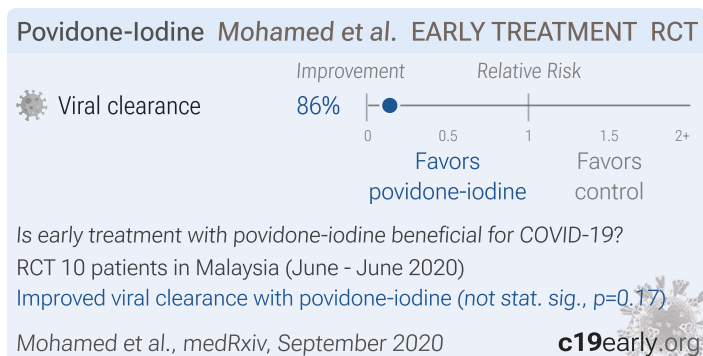 Povidone-Iodine Mohamed et al. EARLY TREATMENT RCT
Improvement Relative Risk
Viral clearance 86%
0 0.5 1 1.5 2+
Favors povidone-iodine
Favors control
Is early treatment with povidone-iodine beneficial for COVID-19?
RCT 10 patients in Malaysia (June - June 2020)
Improved viral clearance with povidone-iodine (not stat. sig., p=0.17)
Mohamed et al., medRxiv, September 2020 c19early.org